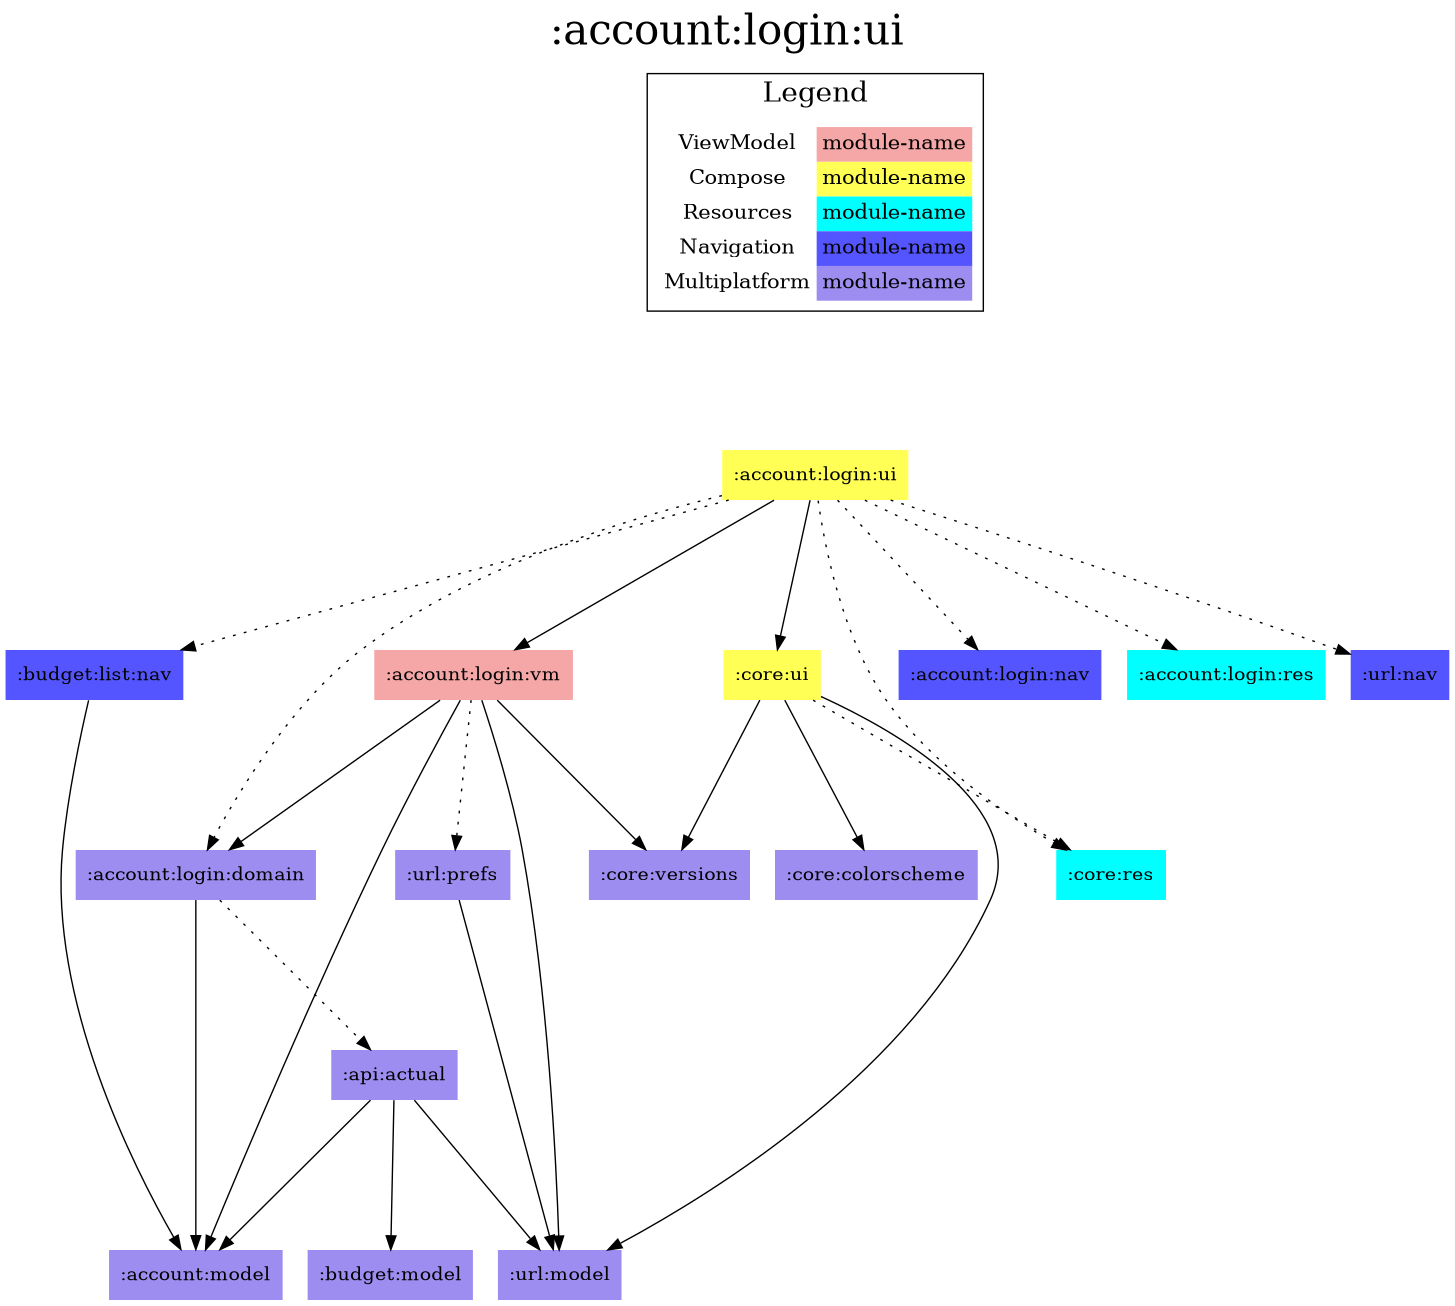 :account:login:ui
Legend
ViewModel module-name
Compose module-name
Resources module-name
Navigation module-name
Multiplatform module-name
:account:login:ui
:budget:list:nav
:account:login:vm
:core:ui
:account:login:nav
:account:login:res
:url:nav
:account:login:domain
:url:prefs
:core:versions
:core:colorscheme
:core:res
:api:actual
:account:model
:budget:model
:url:model